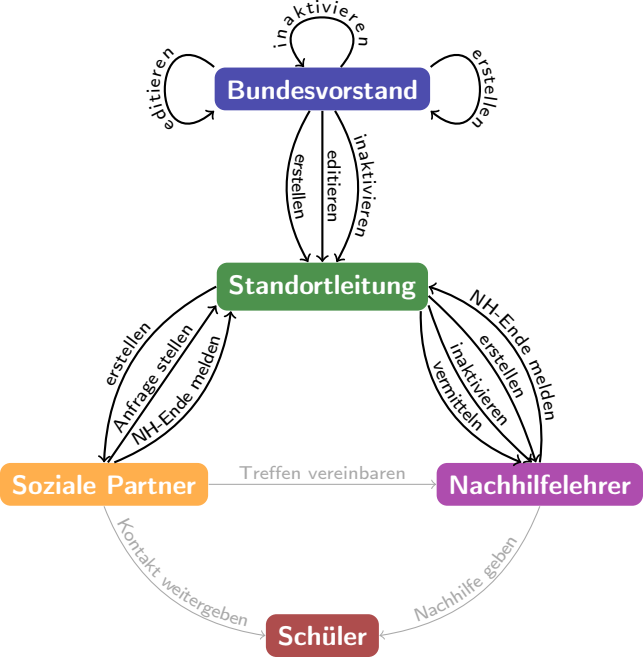 inaktivieren
editieren
erstellen
Bundesvorstand
erstellen
editieren
inaktivieren
Standortleitung
erstellen
Anfrage stellen
NH-Ende melden
NH-Ende melden
erstellen
inaktivieren
vermitteln
Soziale Partner
Treffen vereinbaren
Nachhilfelehrer
Kontakt weitergeben
Nachhilfe geben
Schüler